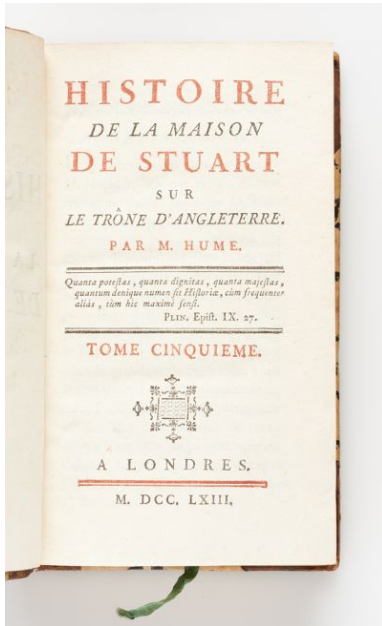 HISTOIRE
DE LA MAISON
DE STUART
SUR
LE TRÔNE D'ANGLETERRE.
PAR M. HUME.
Quanta potestas, quanta dignitas, quanta majestas,
quantum denique numen sit Historiæ, cùm frequenter
aliàs, tùm hic maximè sensi.
PLIN. Epist. IX. 27.
TOME CINQUIEME.
A LONDRES.
M. DCC. LXIII.